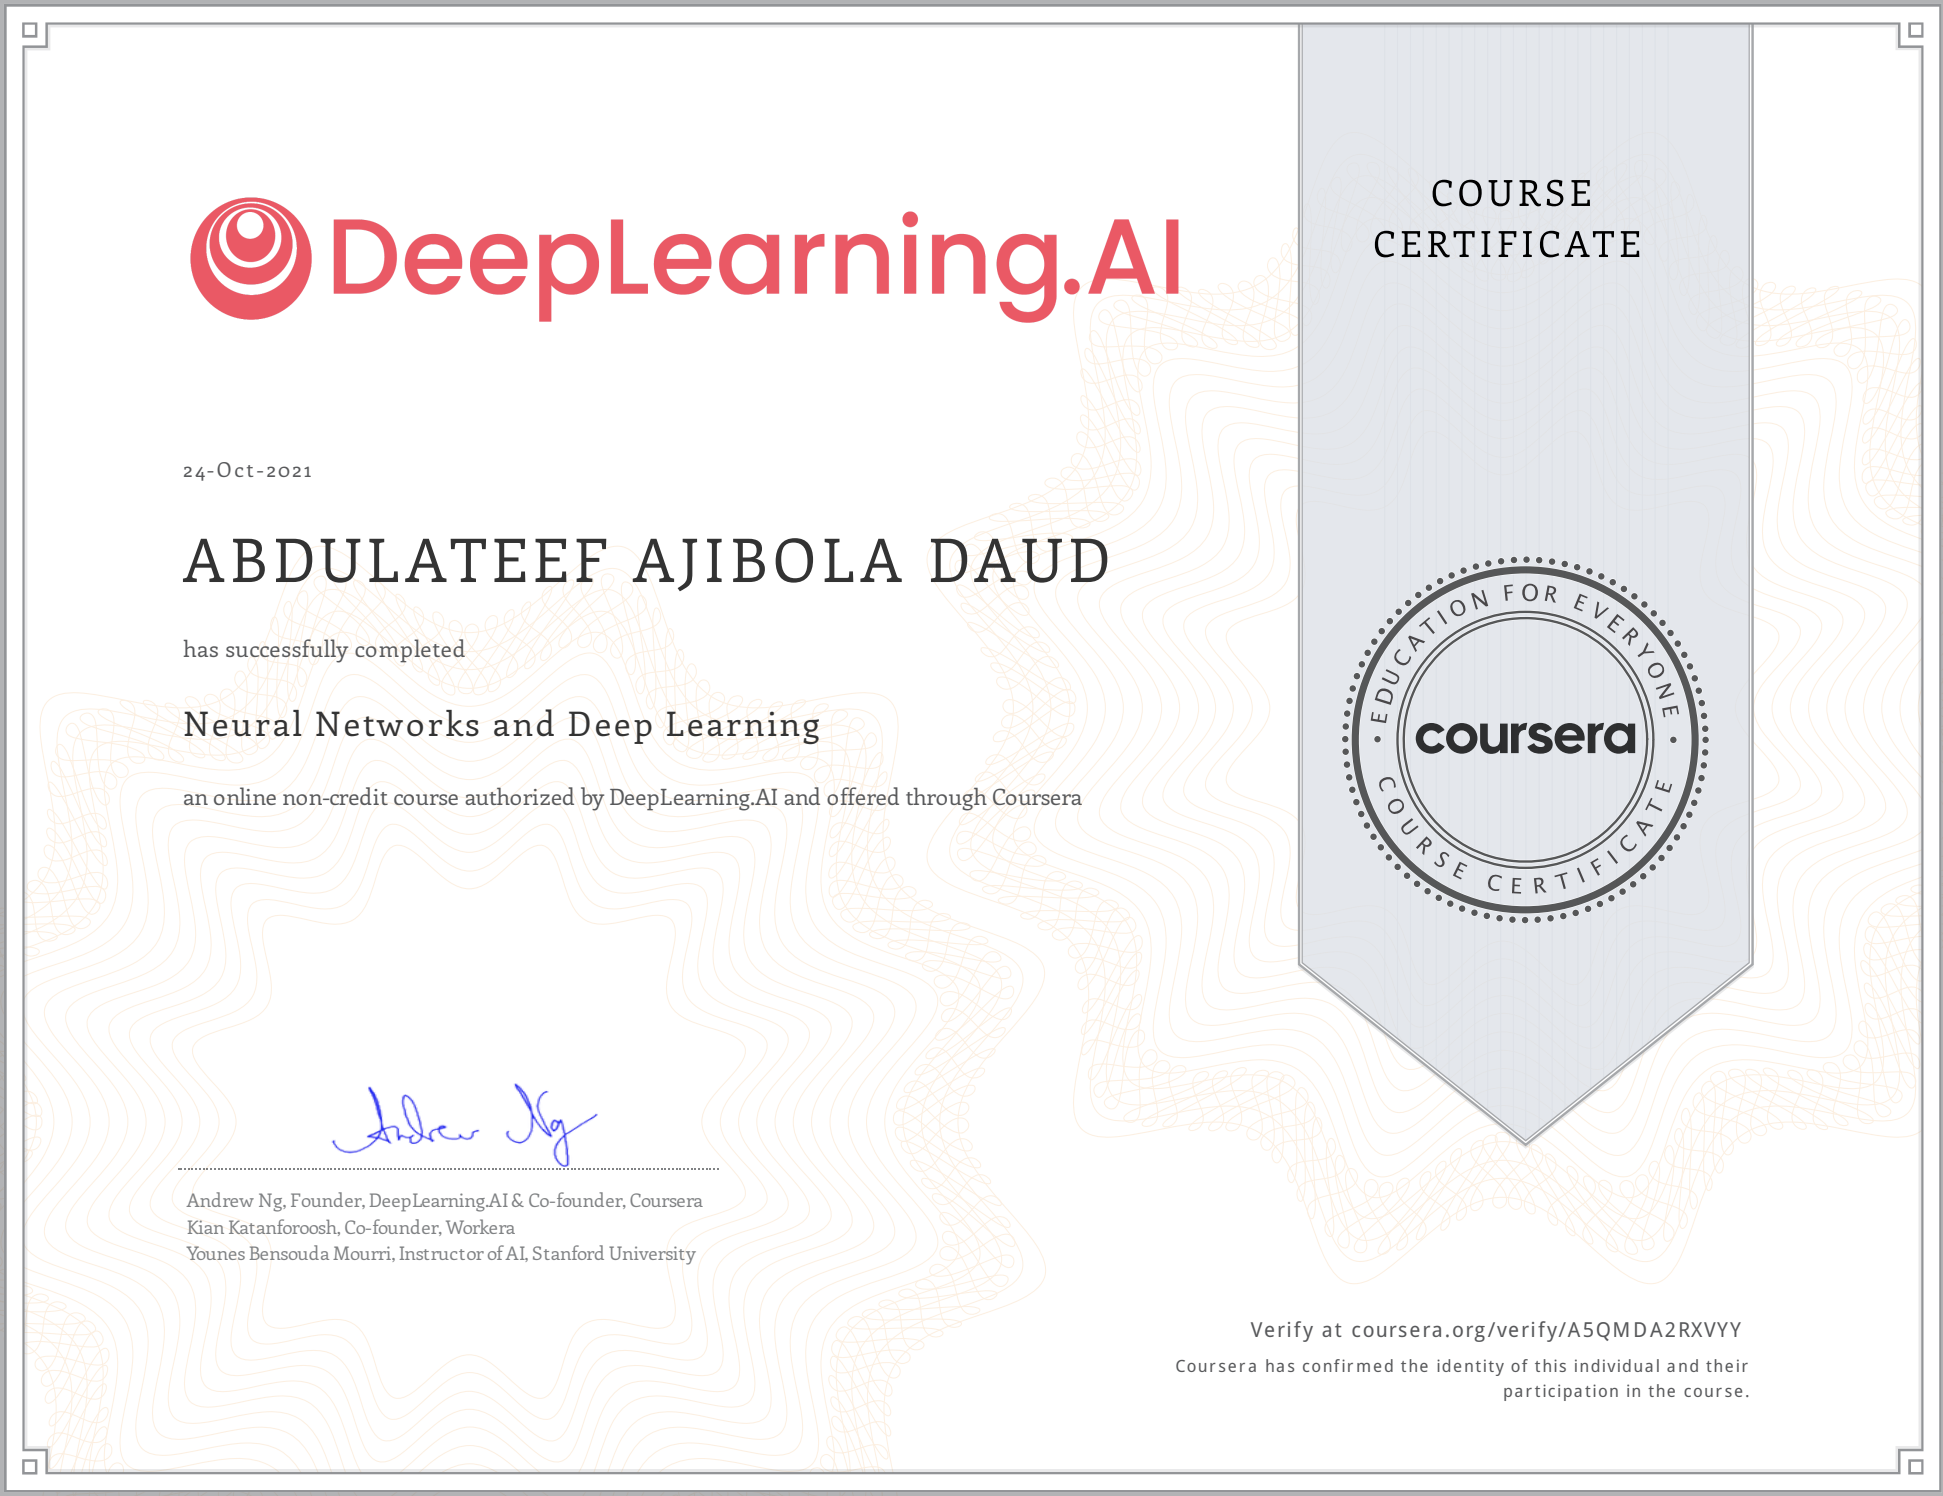 DeepLearning.AI
COURSE
CERTIFICATE
24-Oct-2021
ABDULATEEF AJIBOLA DAUD
has successfully completed
Neural Networks and Deep Learning
an online non-credit course authorized by DeepLearning.AI and offered through Coursera
EDUCATION FOR EVERYONE
coursera
COURSE CERTIFICATE
Andrew Ng
Andrew Ng, Founder, DeepLearning.AI & Co-founder, Coursera
Kian Katanforoosh, Co-founder, Workera
Younes Bensouda Mourri, Instructor of AI, Stanford University
Verify at coursera.org/verify/A5QMDA2RXVYY
Coursera has confirmed the identity of this individual and their
participation in the course.